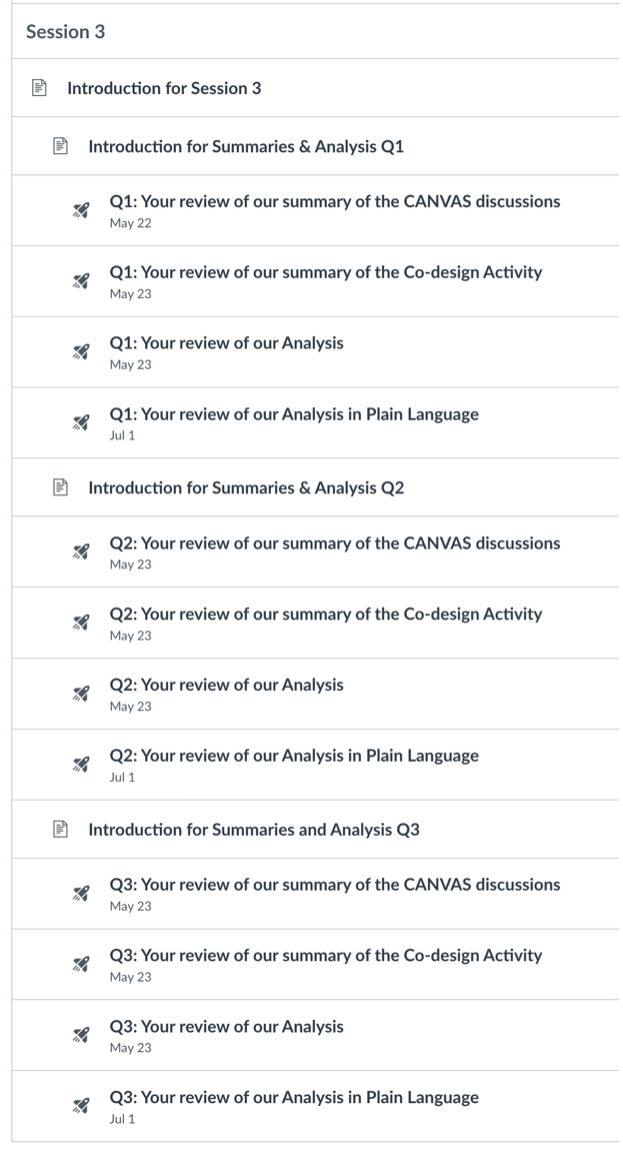 Session 3
Introduction for Session 3
Introduction for Summaries & Analysis Q1
Q1: Your review of our summary of the CANVAS discussions
May 22
Q1: Your review of our summary of the Co-design Activity
May 23
Q1: Your review of our Analysis
May 23
Q1: Your review of our Analysis in Plain Language
Jul 1
Introduction for Summaries & Analysis Q2
Q2: Your review of our summary of the CANVAS discussions
May 23
Q2: Your review of our summary of the Co-design Activity
May 23
Q2: Your review of our Analysis
May 23
Q2: Your review of our Analysis in Plain Language
Jul 1
Introduction for Summaries and Analysis Q3
Q3: Your review of our summary of the CANVAS discussions
May 23
Q3: Your review of our summary of the Co-design Activity
May 23
Q3: Your review of our Analysis
May 23
Q3: Your review of our Analysis in Plain Language
Jul 1